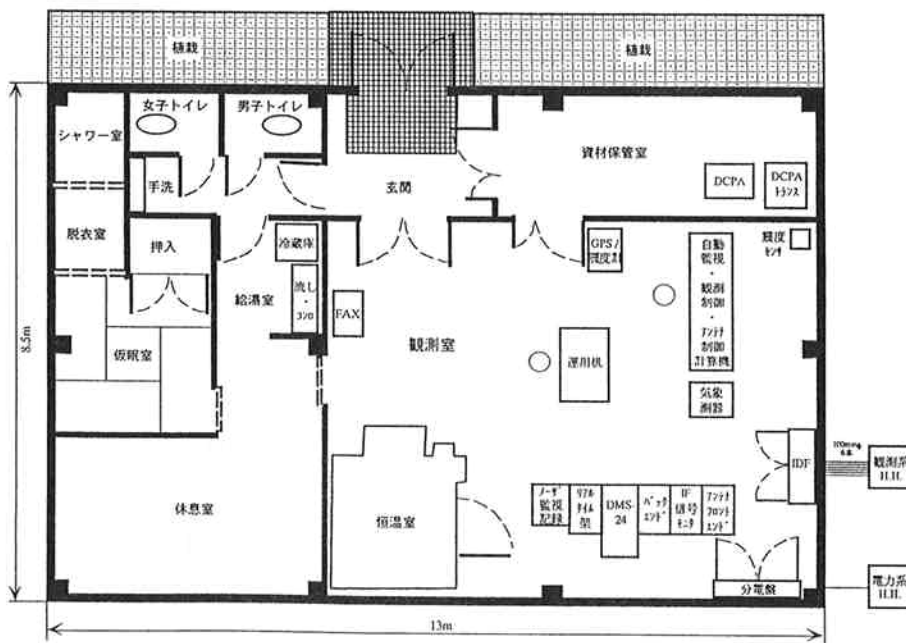 植栽
植栽
女子トイレ
男子トイレ
シャワー室
資材保管室
DCPA
DCPA
トランス
手洗
玄関
脱衣室
押入
冷蔵庫
GPS/
震度計
震度
センサ
自動
監視
・
観測
制御
・
アンテナ
制御
計算機
給湯室
流し
・
コンロ
FAX
観測室
運用机
仮眠室
8.5m
気象
測器
IDF
観測系
H.H.
休息室
恒温室
レーザ
監視
記録
リアル
タイム
架
DMS-
24
バック
エンド
IF
信号
モニタ
アンテナ
フロント
エンド
分電盤
電力系
H.H.
13m